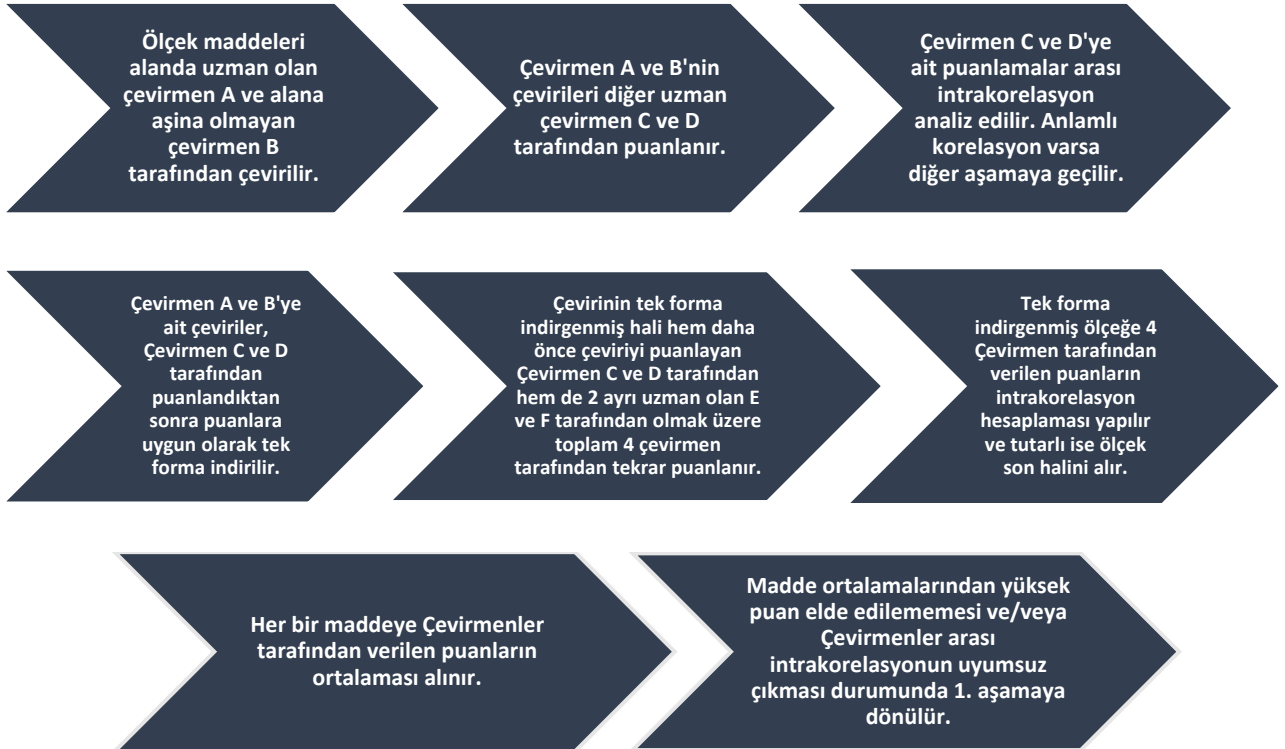 Ölçek maddeleri
alanda uzman olan
çevirmen A ve alana
aşina olmayan
çevirmen B
tarafından çevirilir.
Çevirmen A ve B'nin
çevirileri diğer uzman
çevirmen C ve D
tarafından puanlanır.
Çevirmen C ve D'ye
ait puanlamalar arası
intrakorelasyon
analiz edilir. Anlamlı
korelasyon varsa
diğer aşamaya geçilir.
Çevirmen A ve B'ye
ait çeviriler,
Çevirmen C ve D
tarafından
puanlandıktan
sonra puanlara
uygun olarak tek
forma indirilir.
Çevirinin tek forma
indirgenmiş hali hem daha
önce çeviriyi puanlayan
Çevirmen C ve D tarafından
hem de 2 ayrı uzman olan E
ve F tarafından olmak üzere
toplam 4 çevirmen
tarafından tekrar puanlanır.
Tek forma
indirgenmiş ölçeğe 4
Çevirmen tarafından
verilen puanların
intrakorelasyon
hesaplaması yapılır
ve tutarlı ise ölçek
son halini alır.
Her bir maddeye Çevirmenler
tarafından verilen puanların
ortalaması alınır.
Madde ortalamalarından yüksek
puan elde edilememesi ve/veya
Çevirmenler arası
intrakorelasyonun uyumsuz
çıkması durumunda 1. aşamaya
dönülür.